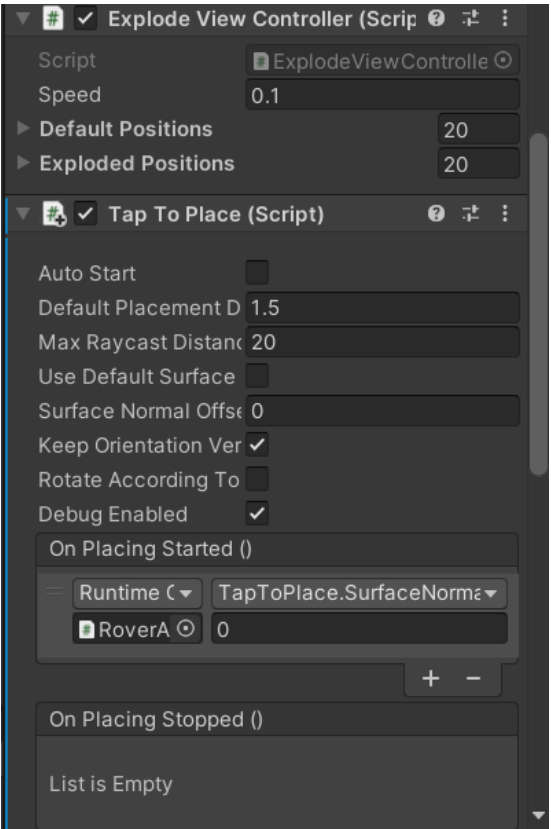 Explode View Controller (Scrip
Script ExplodeViewControlle
Speed 0.1
Default Positions 20
Exploded Positions 20
Tap To Place (Script)
Auto Start
Default Placement D 1.5
Max Raycast Distanc 20
Use Default Surface
Surface Normal Offse 0
Keep Orientation Ver
Rotate According To
Debug Enabled
On Placing Started ()
Runtime C TapToPlace.SurfaceNorma
RoverA 0
+ −
On Placing Stopped ()
List is Empty